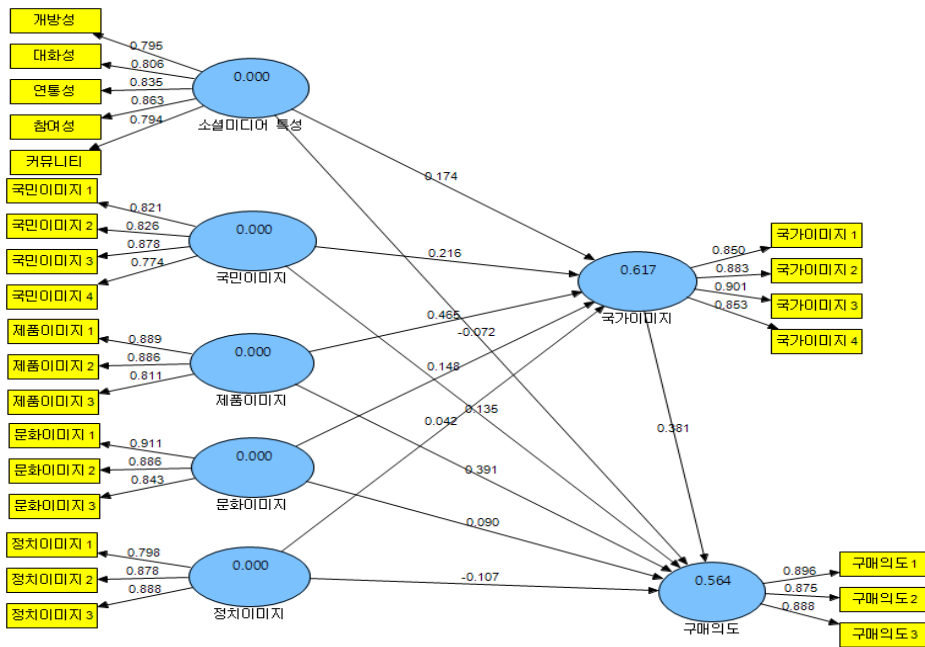 개방성
대화성
연통성
참여성
커뮤니티
0.795
0.806
0.835
0.863
0.794
0.000
소셜미디어 특성
국민이미지 1
국민이미지 2
국민이미지 3
국민이미지 4
0.821
0.826
0.878
0.774
0.000
국민이미지
제품이미지 1
제품이미지 2
제품이미지 3
0.889
0.886
0.811
0.000
제품이미지
문화이미지 1
문화이미지 2
문화이미지 3
0.911
0.886
0.843
0.000
문화이미지
정치이미지 1
정치이미지 2
정치이미지 3
0.798
0.878
0.888
0.000
정치이미지
0.174
0.216
0.465
-0.072
0.148
0.135
0.042
0.391
0.381
0.090
-0.107
0.617
국가이미지
0.850
0.883
0.901
0.853
국가이미지 1
국가이미지 2
국가이미지 3
국가이미지 4
0.564
구매의도
0.896
0.875
0.888
구매의도1
구매의도2
구매의도3